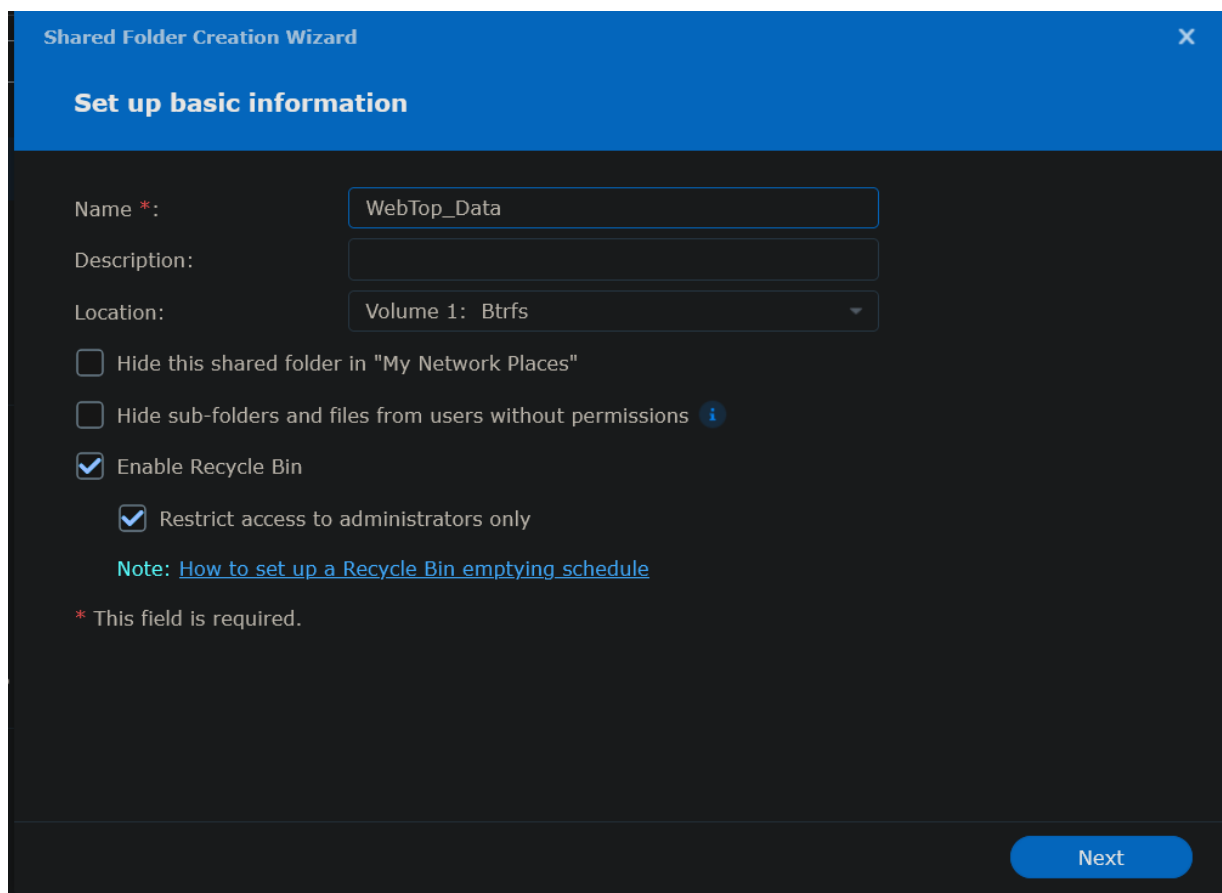 Shared Folder Creation Wizard
Set up basic information
Name *:
WebTop_Data
Description:
Location:
Volume 1: Btrfs
Hide this shared folder in "My Network Places"
Hide sub-folders and files from users without permissions i
Enable Recycle Bin
Restrict access to administrators only
Note: How to set up a Recycle Bin emptying schedule
* This field is required.
Next